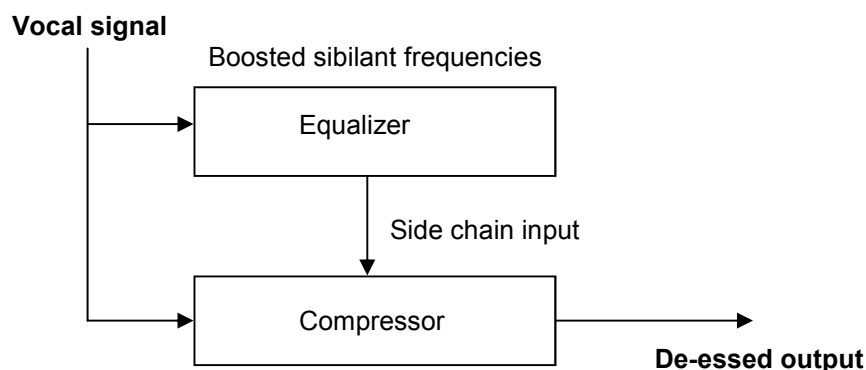 Vocal signal
Boosted sibilant frequencies
Equalizer
Side chain input
Compressor
De-essed output